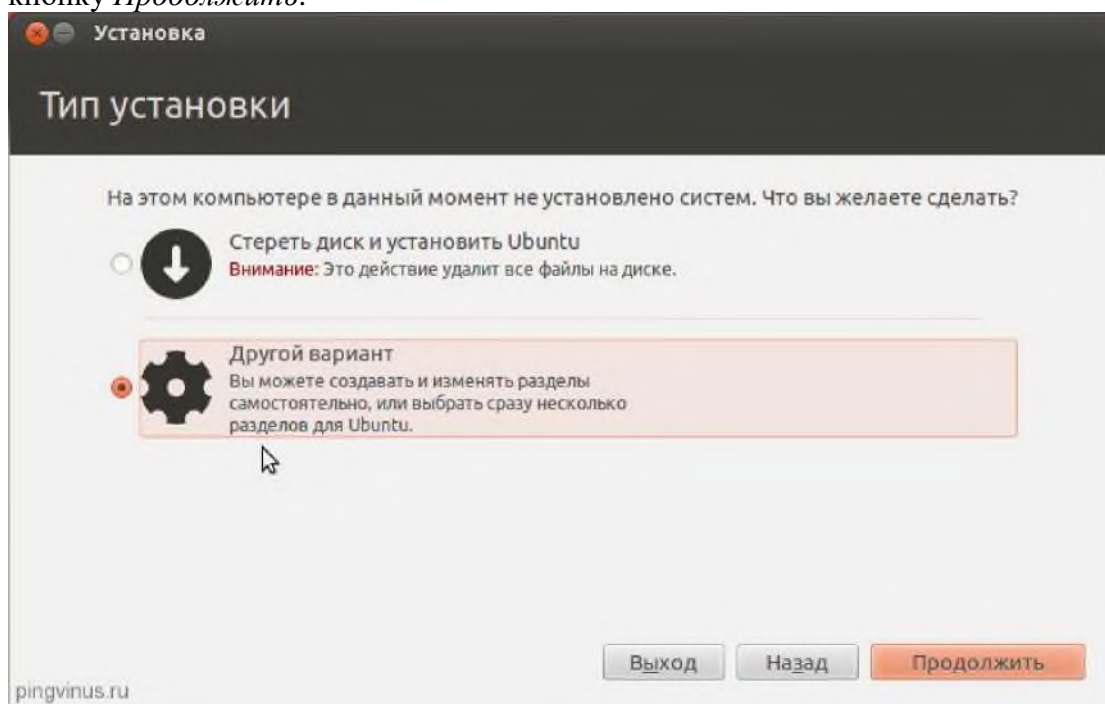 кнопку Продолжить.
Установка
Тип установки
На этом компьютере в данный момент не установлено систем. Что вы желаете сделать?
Стереть диск и установить Ubuntu
Внимание: Это действие удалит все файлы на диске.
Другой вариант
Вы можете создавать и изменять разделы
самостоятельно, или выбрать сразу несколько
разделов для Ubuntu.
Выход
Назад
Продолжить
pingvinus.ru